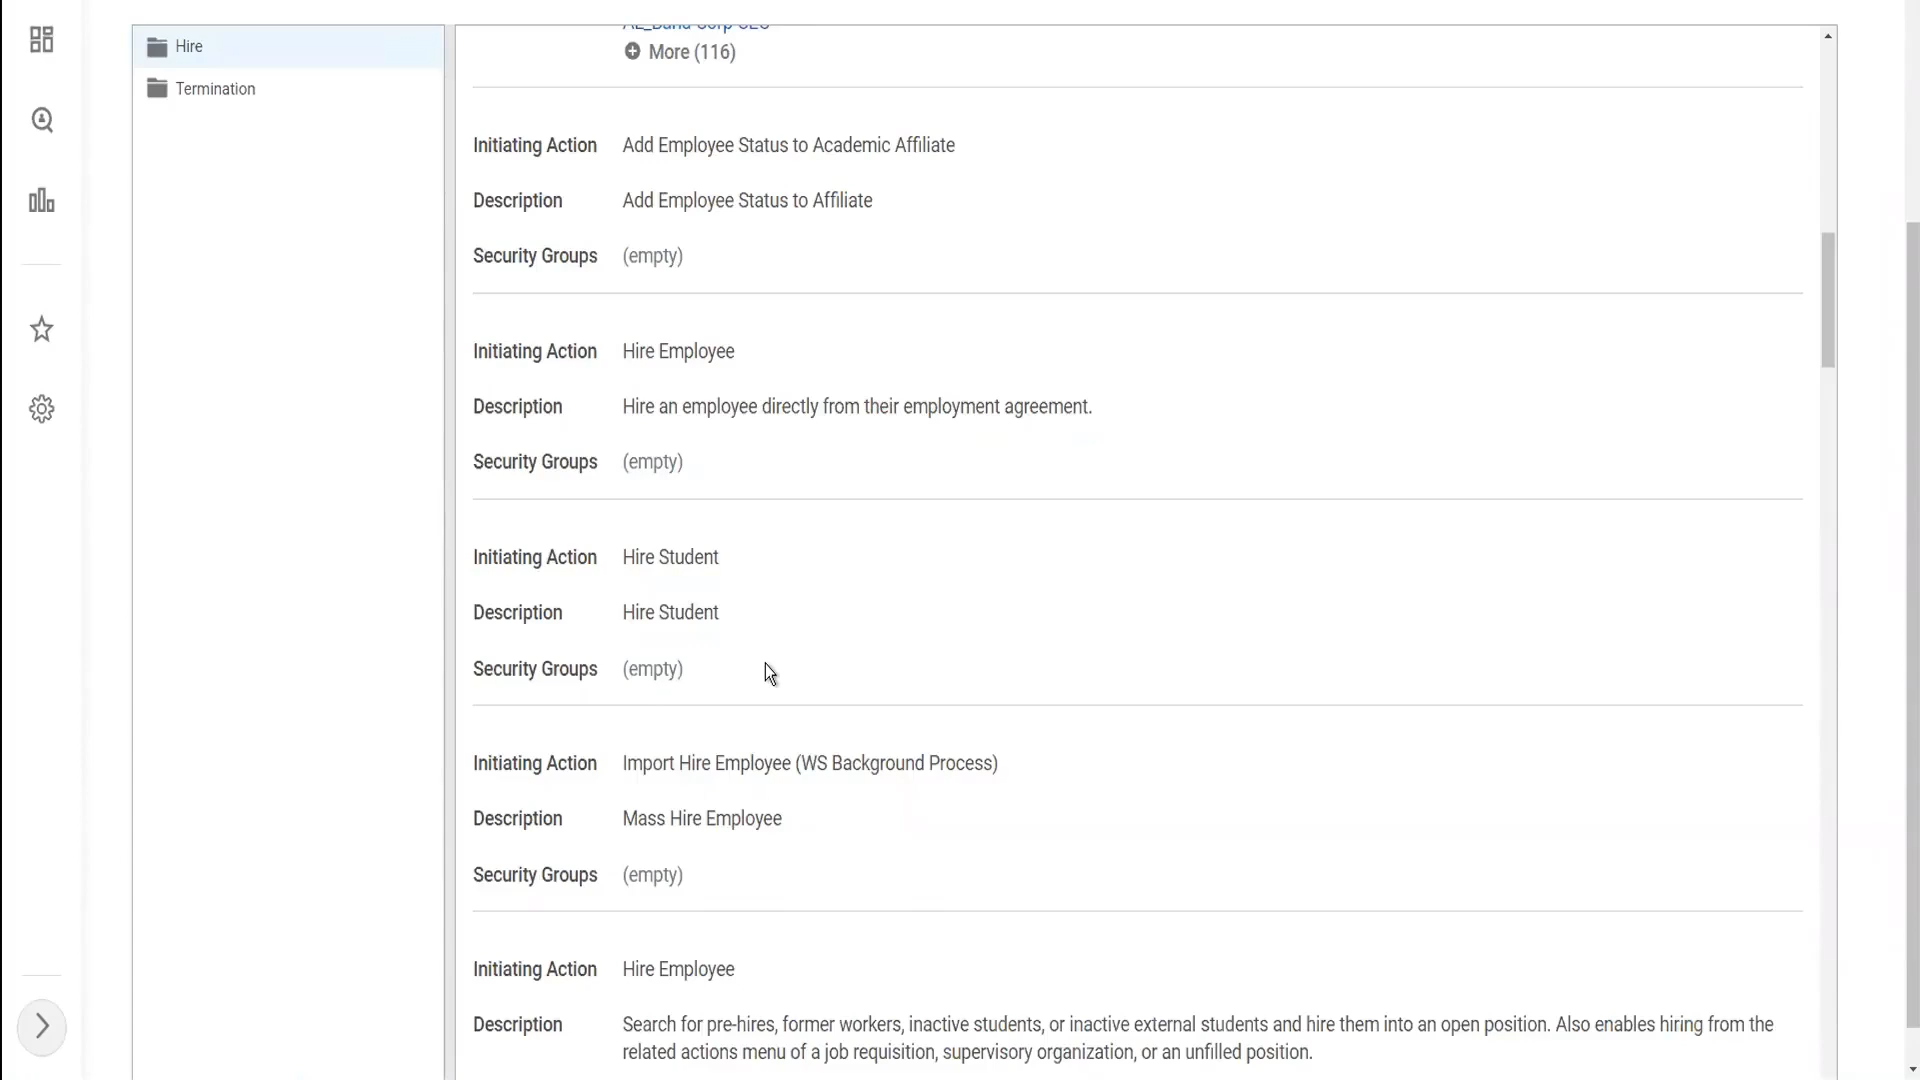 Hire
Termination
More (116)
Initiating Action Add Employee Status to Academic Affiliate
Description Add Employee Status to Affiliate
Security Groups (empty)
Initiating Action Hire Employee
Description Hire an employee directly from their employment agreement.
Security Groups (empty)
Initiating Action Hire Student
Description Hire Student
Security Groups (empty)
Initiating Action Import Hire Employee (WS Background Process)
Description Mass Hire Employee
Security Groups (empty)
Initiating Action Hire Employee
Description Search for pre-hires, former workers, inactive students, or inactive external students and hire them into an open position. Also enables hiring from the
related actions menu of a job requisition, supervisory organization, or an unfilled position.